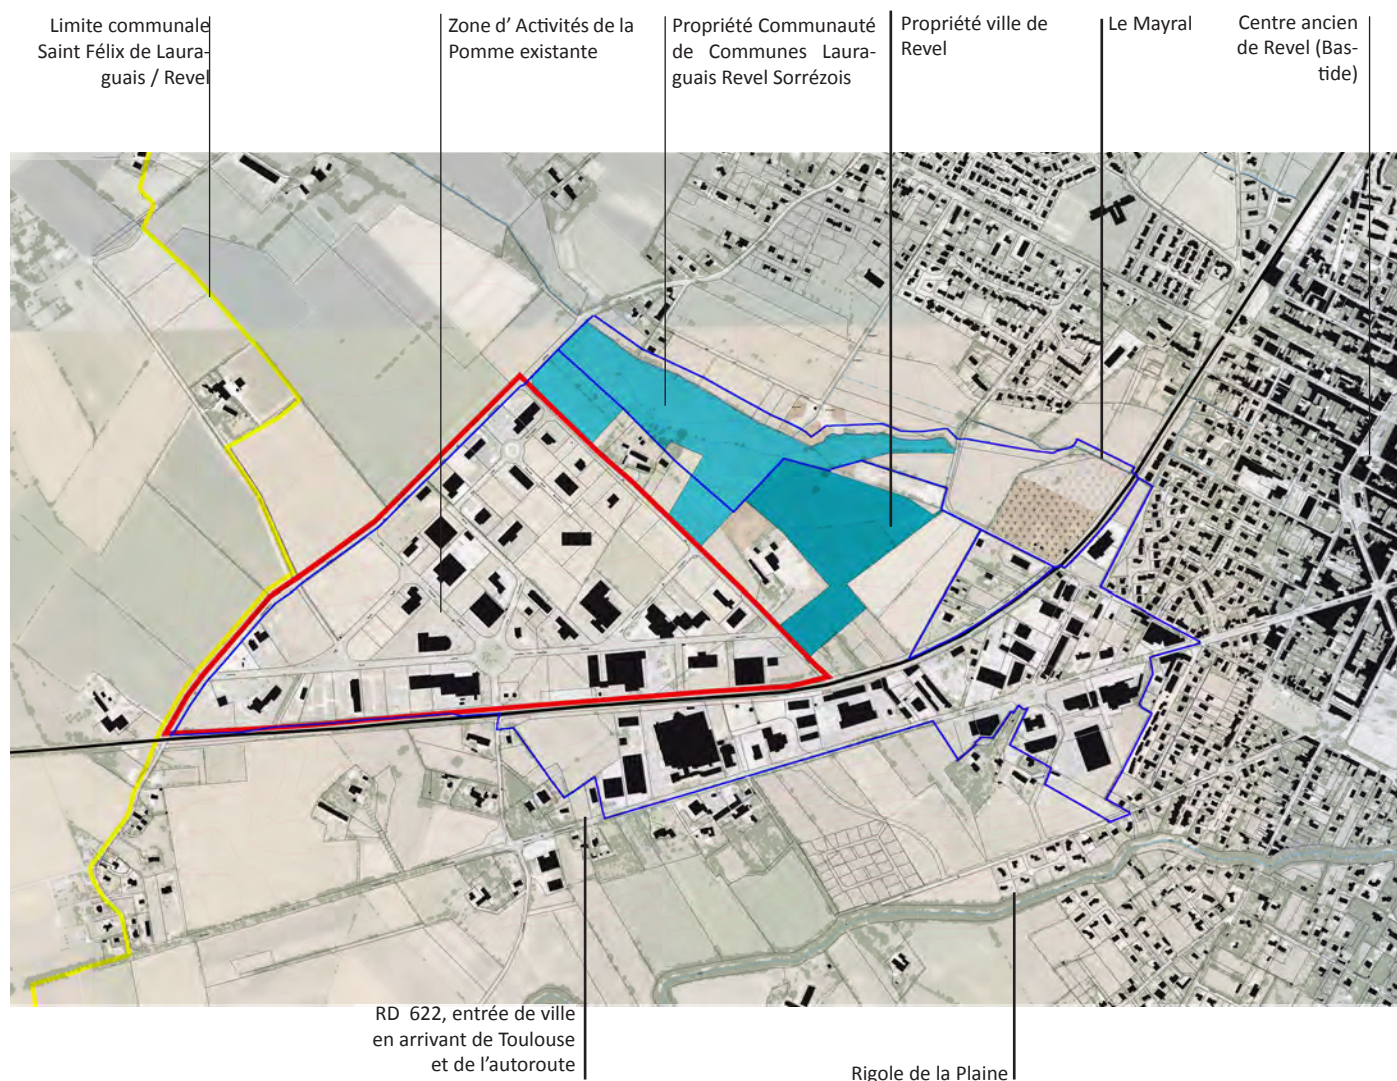 Limite communale
Saint Félix de Laura-
guais / Revel
Zone d’ Activités de la
Pomme existante
Propriété Communauté
de Communes Laura-
guais Revel Sorrézois
Propriété ville de
Revel
Le Mayral
Centre ancien
de Revel (Bas-
tide)
RD 622, entrée de ville
en arrivant de Toulouse
et de l’autoroute
Rigole de la Plaine